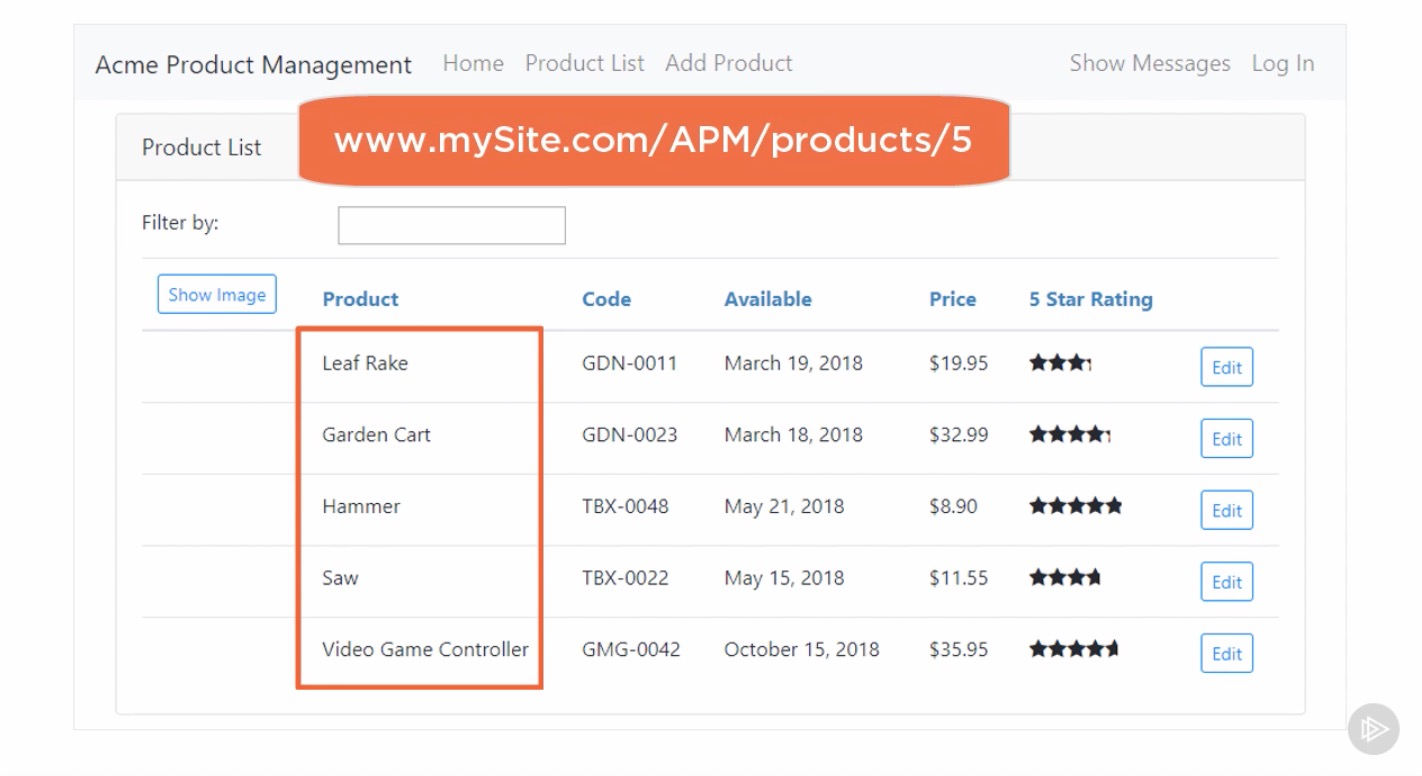 Acme Product Management Home Product List Add Product Show Messages Log In
www.mySite.com/APM/products/5
Product List
Filter by:
Show Image Product Code Available Price 5 Star Rating
Leaf Rake GDN-0011 March 19, 2018 $19.95 Edit
Garden Cart GDN-0023 March 18, 2018 $32.99 Edit
Hammer TBX-0048 May 21, 2018 $8.90 Edit
Saw TBX-0022 May 15, 2018 $11.55 Edit
Video Game Controller GMG-0042 October 15, 2018 $35.95 Edit